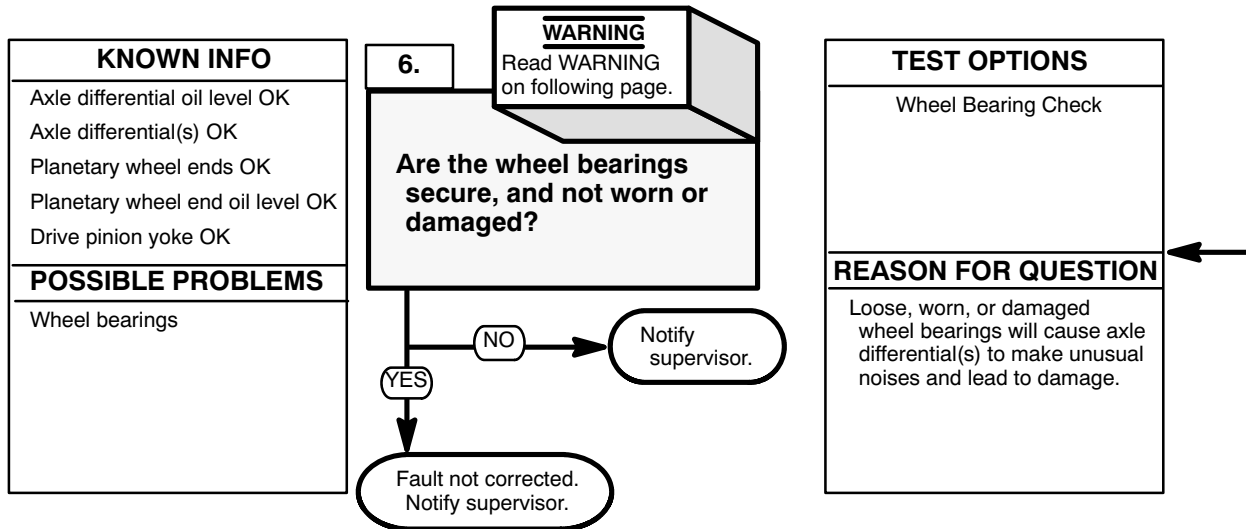 KNOWN INFO
Axle differential oil level OK
Axle differential(s) OK
Planetary wheel ends OK
Planetary wheel end oil level OK
Drive pinion yoke OK
POSSIBLE PROBLEMS
Wheel bearings
6.
WARNING
Read WARNING
on following page.
Are the wheel bearings
secure, and not worn or
damaged?
NO
Notify
supervisor.
YES
Fault not corrected.
Notify supervisor.
TEST OPTIONS
Wheel Bearing Check
REASON FOR QUESTION
Loose, worn, or damaged
wheel bearings will cause axle
differential(s) to make unusual
noises and lead to damage.